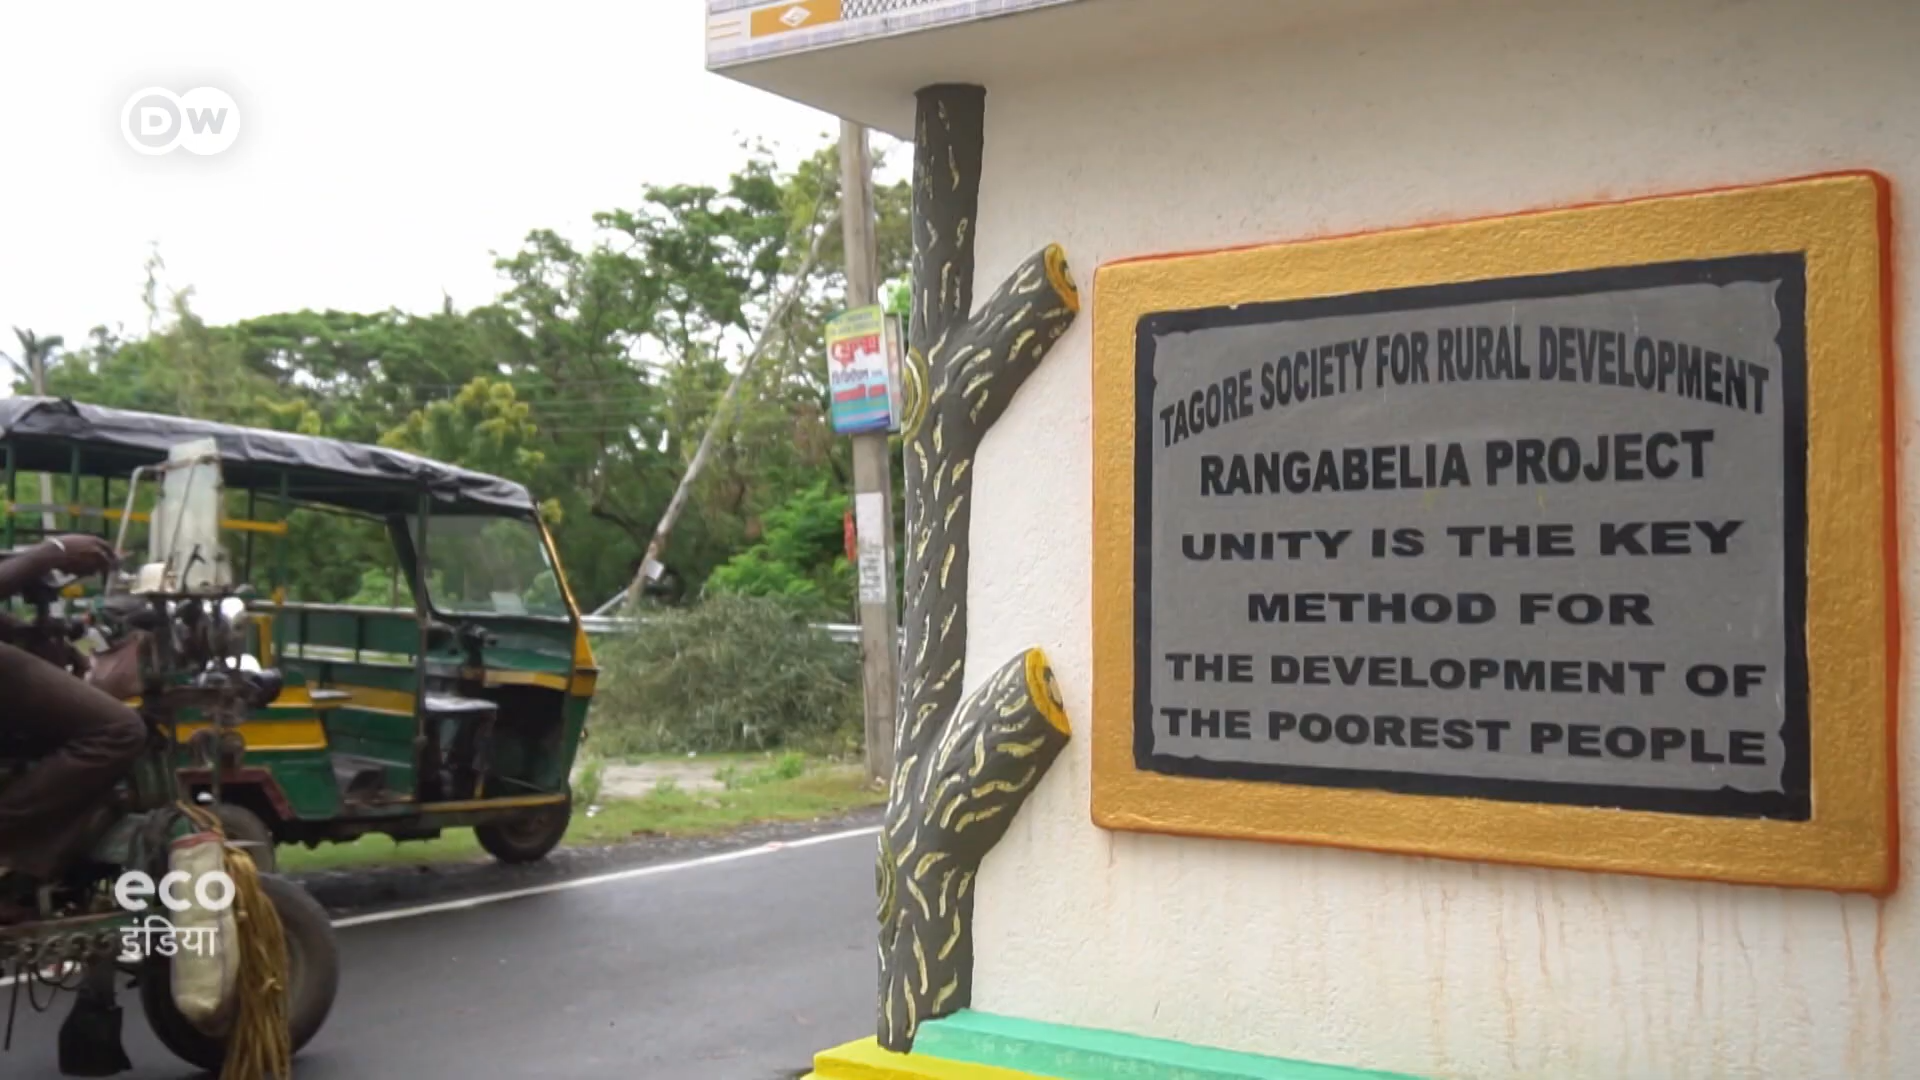 DW
TAGORE SOCIETY FOR RURAL DEVELOPMENT
RANGABELIA PROJECT
UNITY IS THE KEY
METHOD FOR
THE DEVELOPMENT OF
THE POOREST PEOPLE
eco
इंडिया